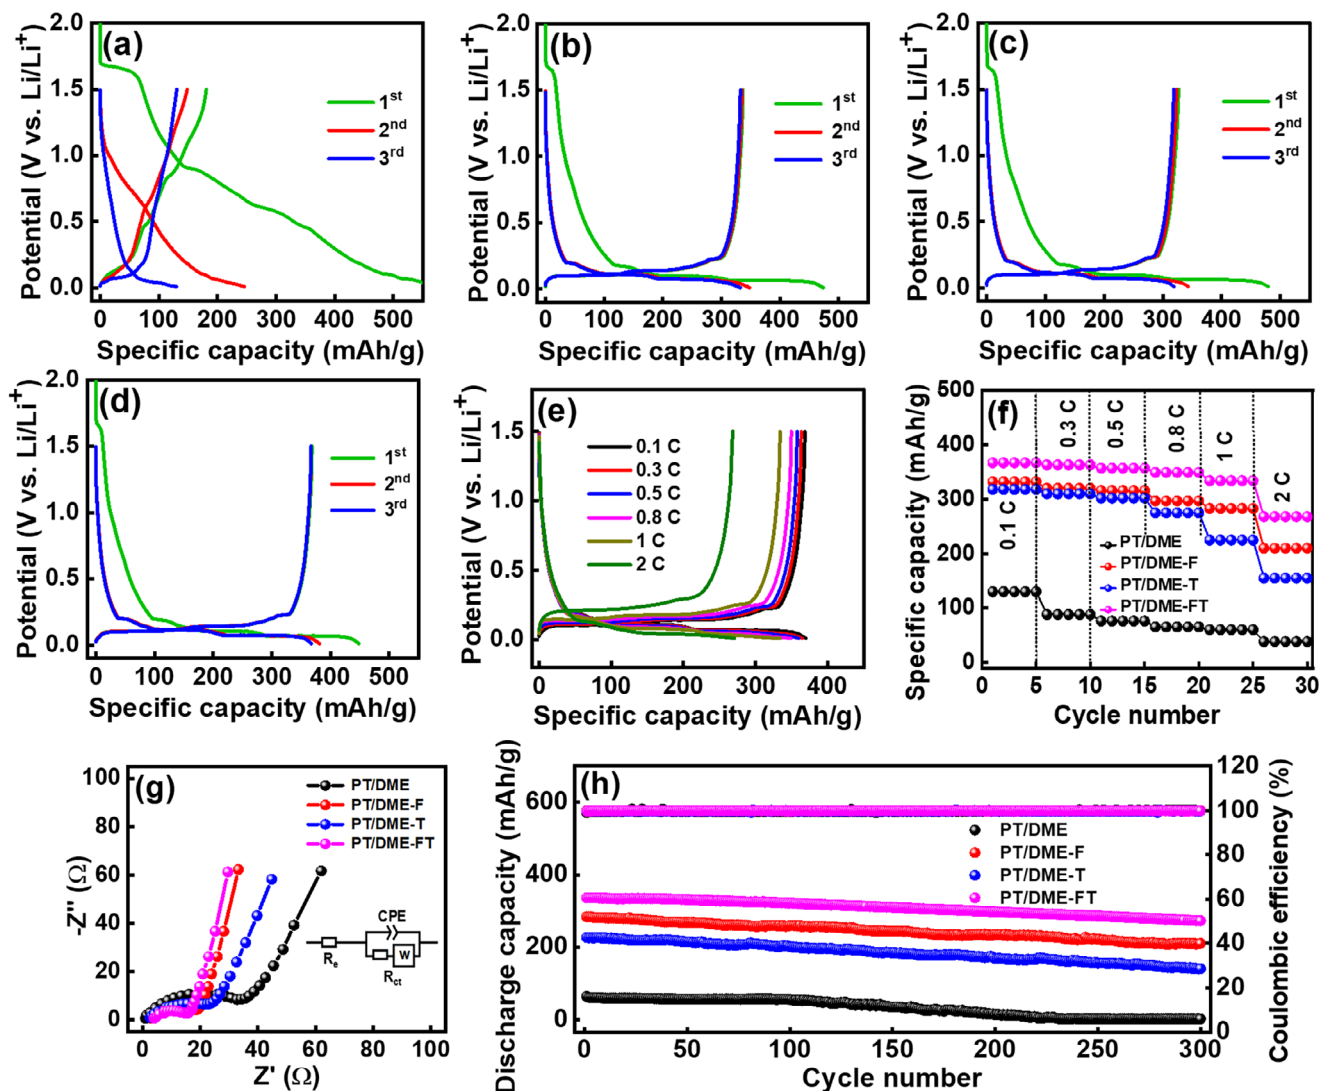 (a)
Potential (V vs. Li/Li⁺)
2.0
1.5
1.0
0.5
0.0
1st
2nd
3rd
0 100 200 300 400 500
Specific capacity (mAh/g)
(b)
Potential (V vs. Li/Li⁺)
2.0
1.5
1.0
0.5
0.0
1st
2nd
3rd
0 100 200 300 400 500
Specific capacity (mAh/g)
(c)
Potential (V vs. Li/Li⁺)
2.0
1.5
1.0
0.5
0.0
1st
2nd
3rd
0 100 200 300 400 500
Specific capacity (mAh/g)
(d)
Potential (V vs. Li/Li⁺)
2.0
1.5
1.0
0.5
0.0
1st
2nd
3rd
0 100 200 300 400 500
Specific capacity (mAh/g)
(e)
Potential (V vs. Li/Li⁺)
1.5
1.0
0.5
0.0
0.1 C
0.3 C
0.5 C
0.8 C
1 C
2 C
0 100 200 300 400
Specific capacity (mAh/g)
(f)
Specific capacity (mAh/g)
500
400
300
200
100
0
0.1 C
0.3 C
0.5 C
0.8 C
1 C
2 C
PT/DME
PT/DME-F
PT/DME-T
PT/DME-FT
0 5 10 15 20 25 30
Cycle number
(g)
-Z'' (Ω)
100
80
60
40
20
0
PT/DME
PT/DME-F
PT/DME-T
PT/DME-FT
CPE
Re
W
Rct
0 20 40 60 80 100
Z' (Ω)
(h)
Discharge capacity (mAh/g)
600
400
200
0
PT/DME
PT/DME-F
PT/DME-T
PT/DME-FT
120
100
80
60
40
20
0
Coulombic efficiency (%)
0 50 100 150 200 250 300
Cycle number